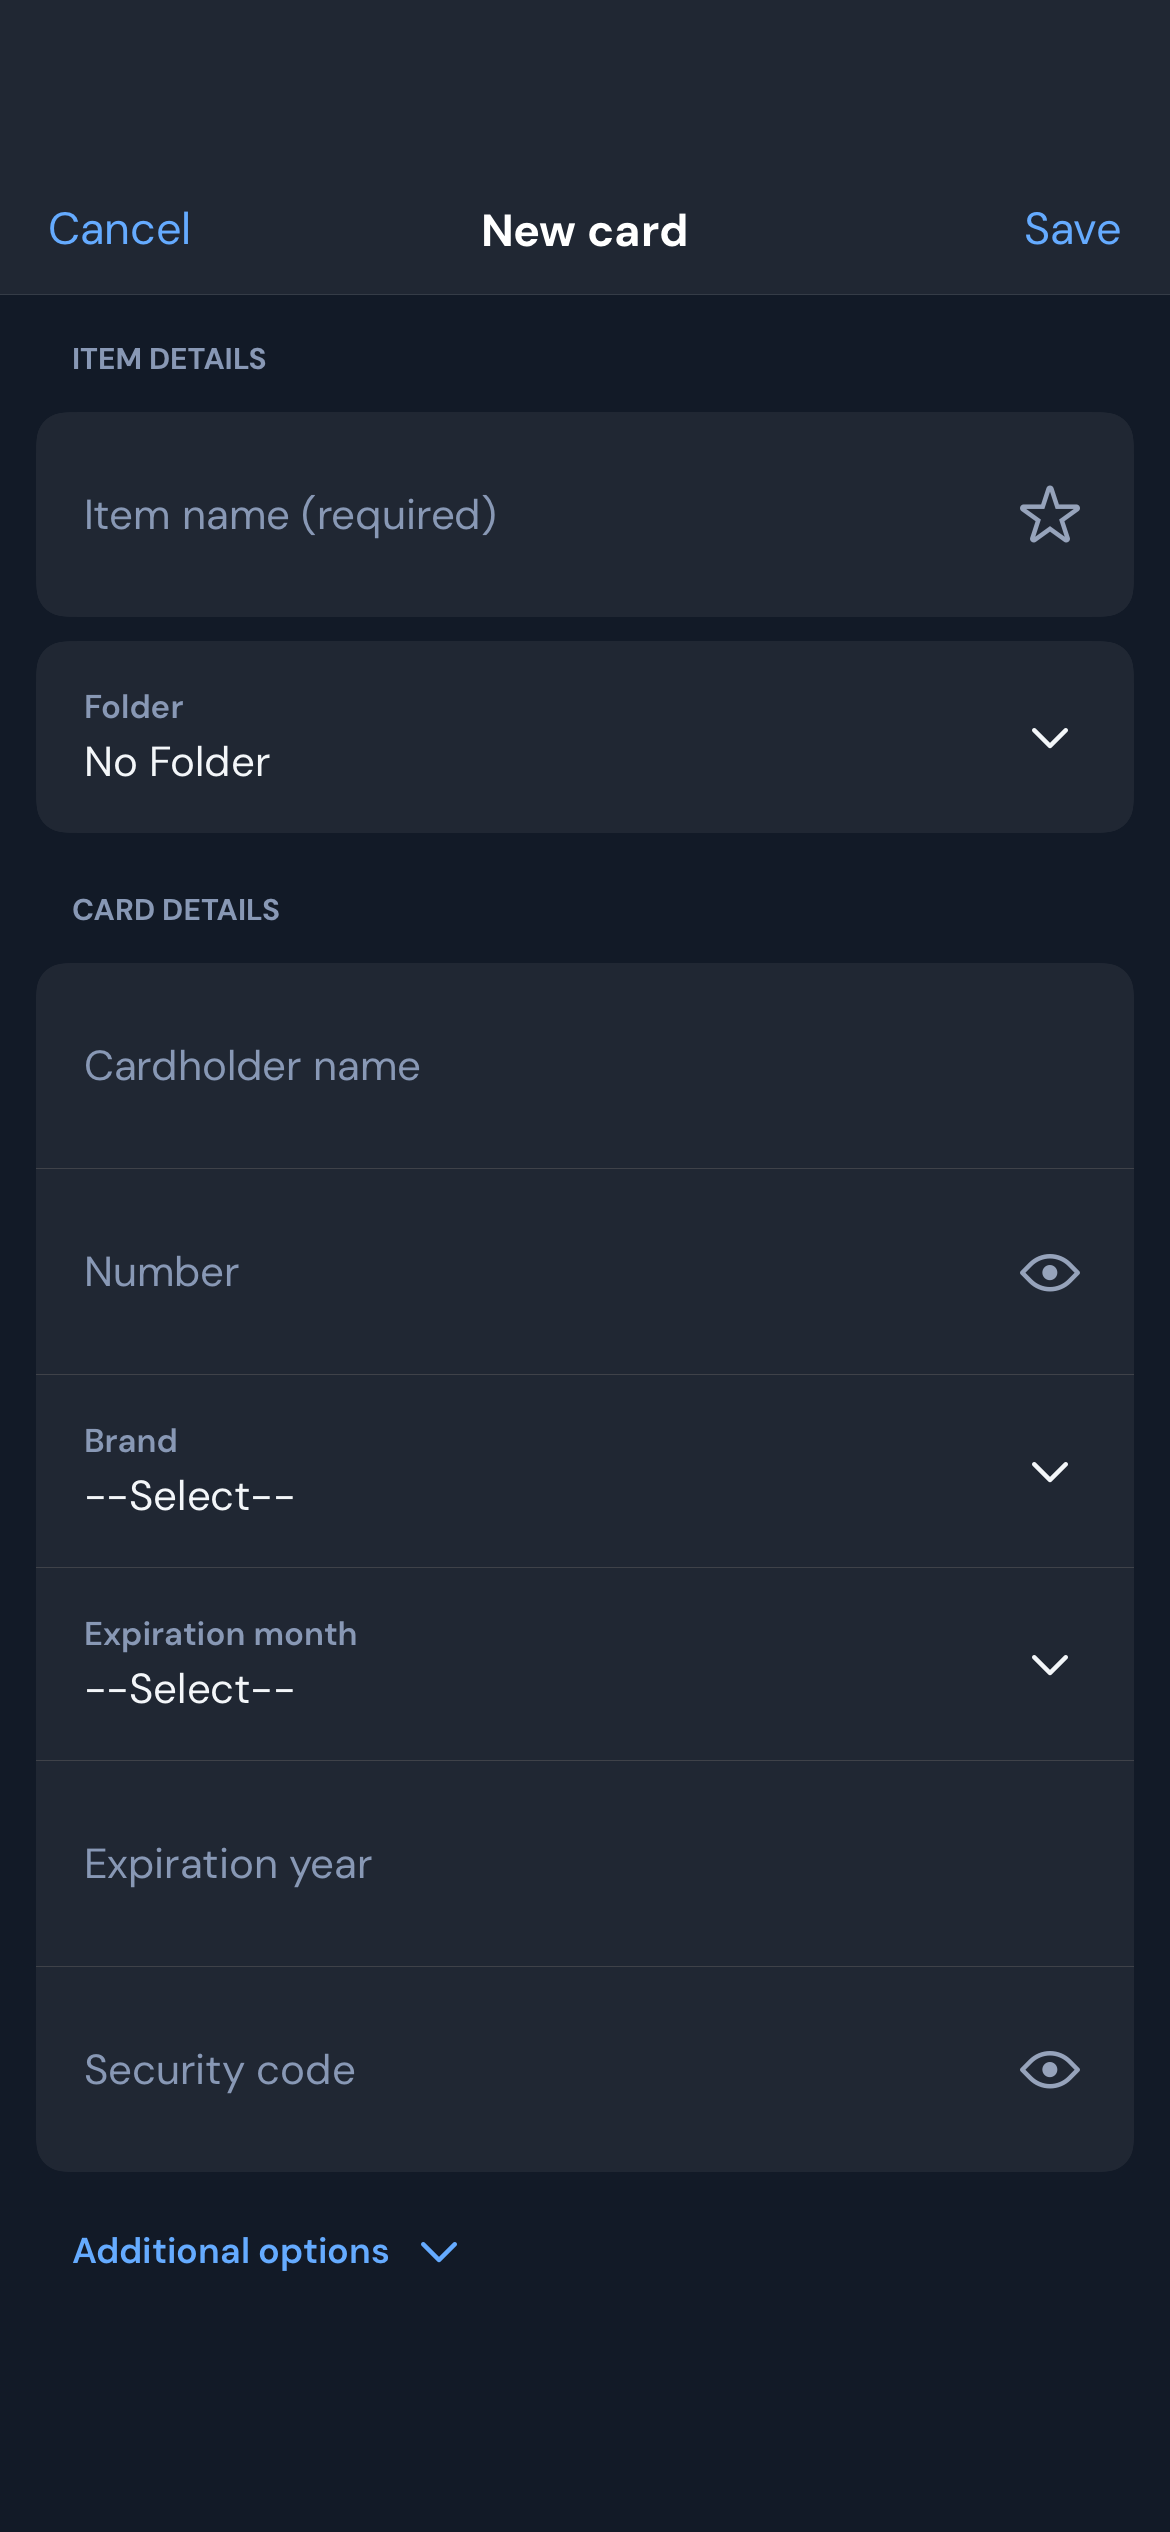 Cancel
New card
Save
ITEM DETAILS
Item name (required)
Folder
No Folder
CARD DETAILS
Cardholder name
Number
Brand
--Select--
Expiration month
--Select--
Expiration year
Security code
Additional options